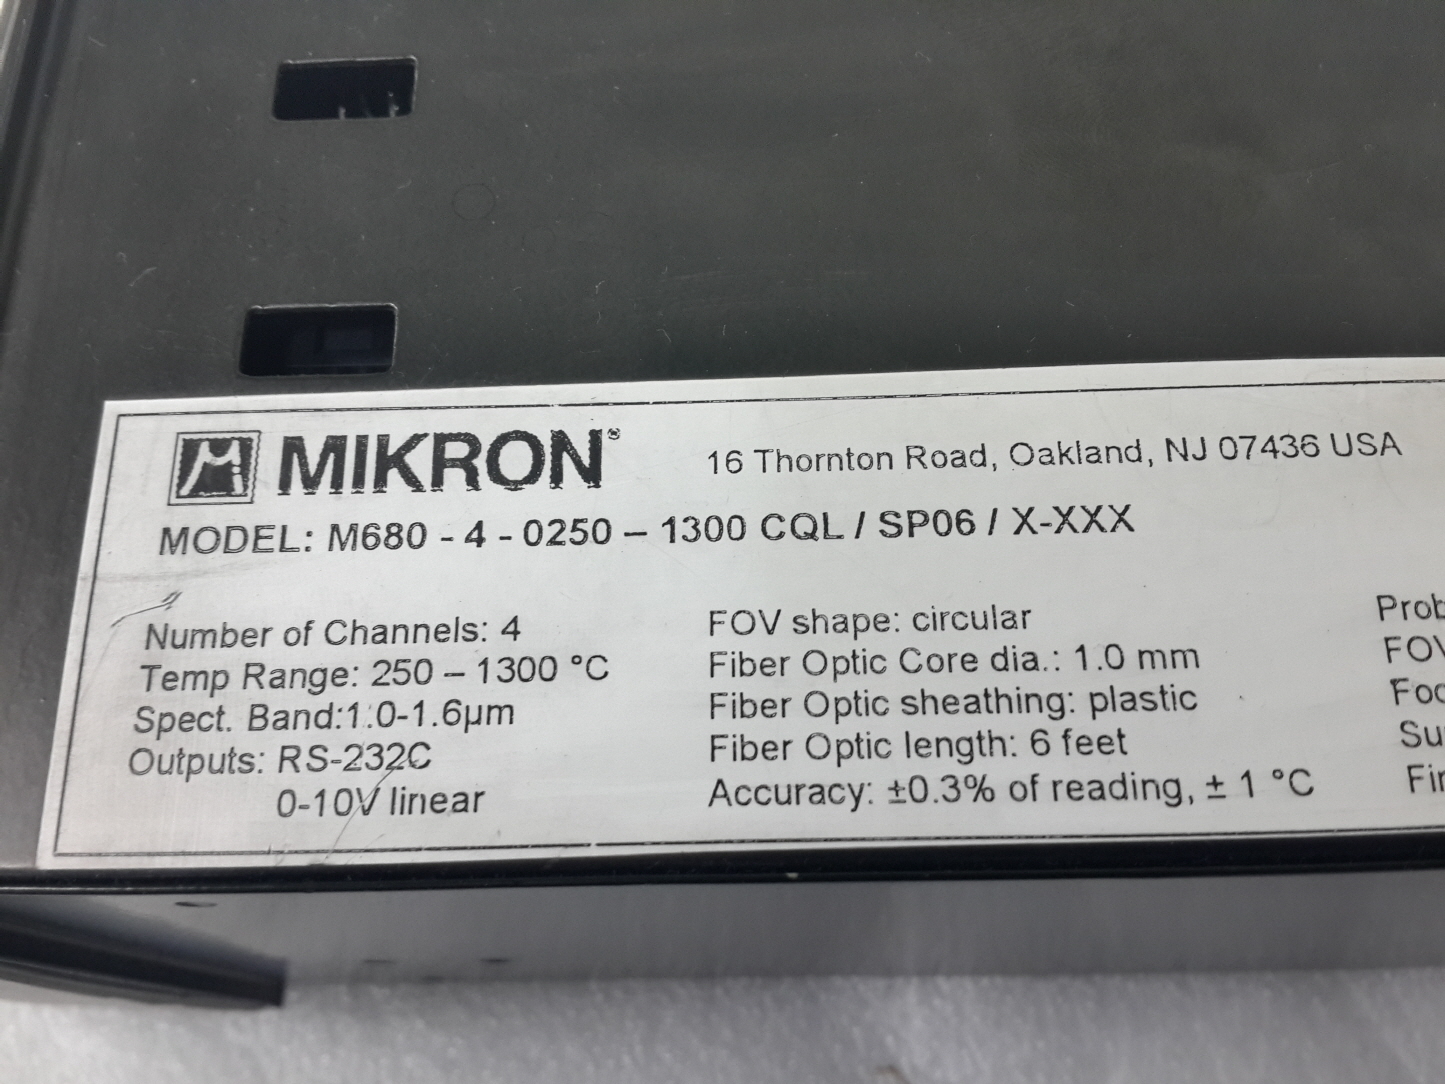 MIKRON®
16 Thornton Road, Oakland, NJ 07436 USA
MODEL: M680 - 4 - 0250 – 1300 CQL / SP06 / X-XXX
Number of Channels: 4
Temp Range: 250 – 1300 °C
Spect. Band:1.0-1.6µm
Outputs: RS-232C
0-10V linear
FOV shape: circular
Fiber Optic Core dia.: 1.0 mm
Fiber Optic sheathing: plastic
Fiber Optic length: 6 feet
Accuracy: ±0.3% of reading, ± 1 °C